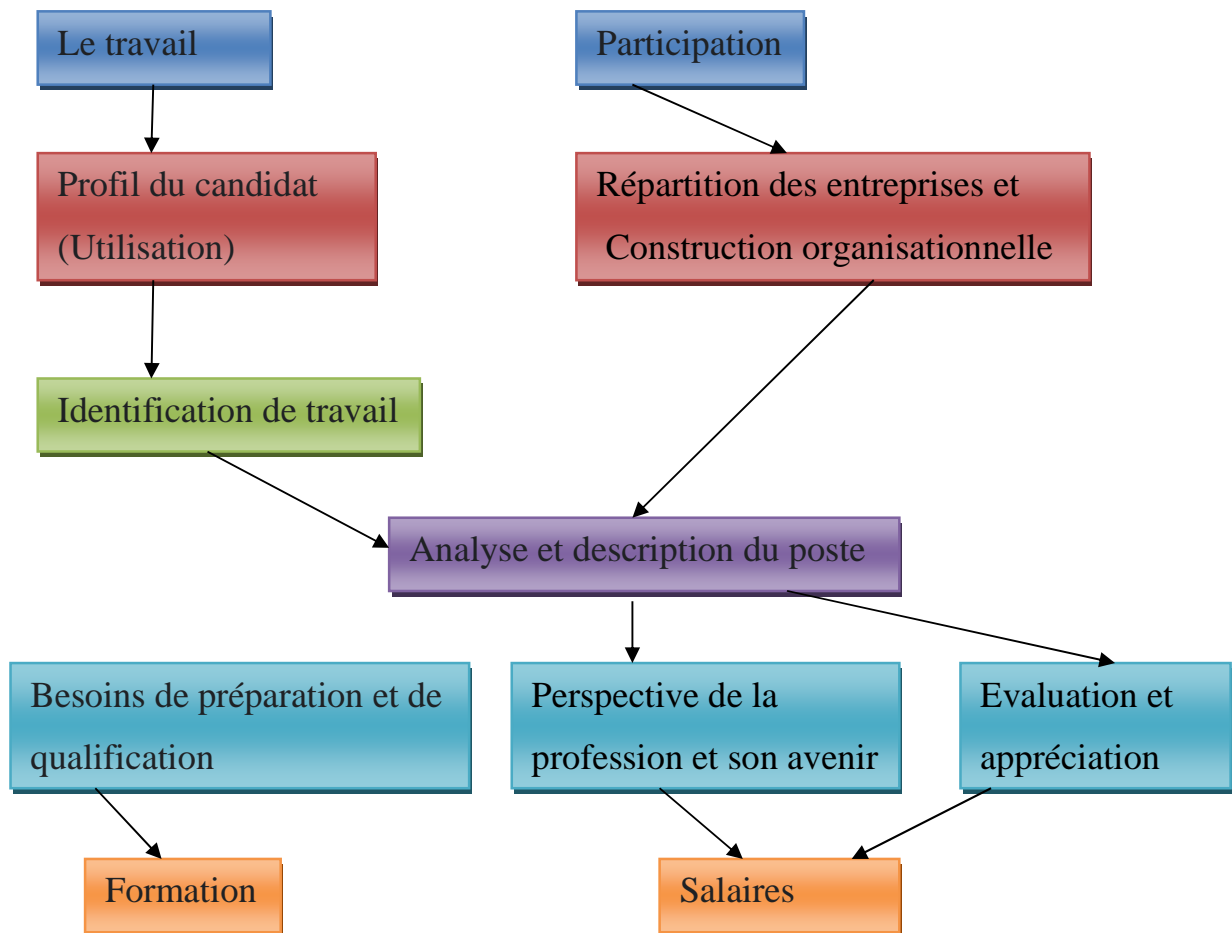 Le travail
Participation
Profil du candidat
(Utilisation)
Répartition des entreprises et
Construction organisationnelle
Identification de travail
Analyse et description du poste
Besoins de préparation et de
qualification
Perspective de la
profession et son avenir
Evaluation et
appréciation
Formation
Salaires